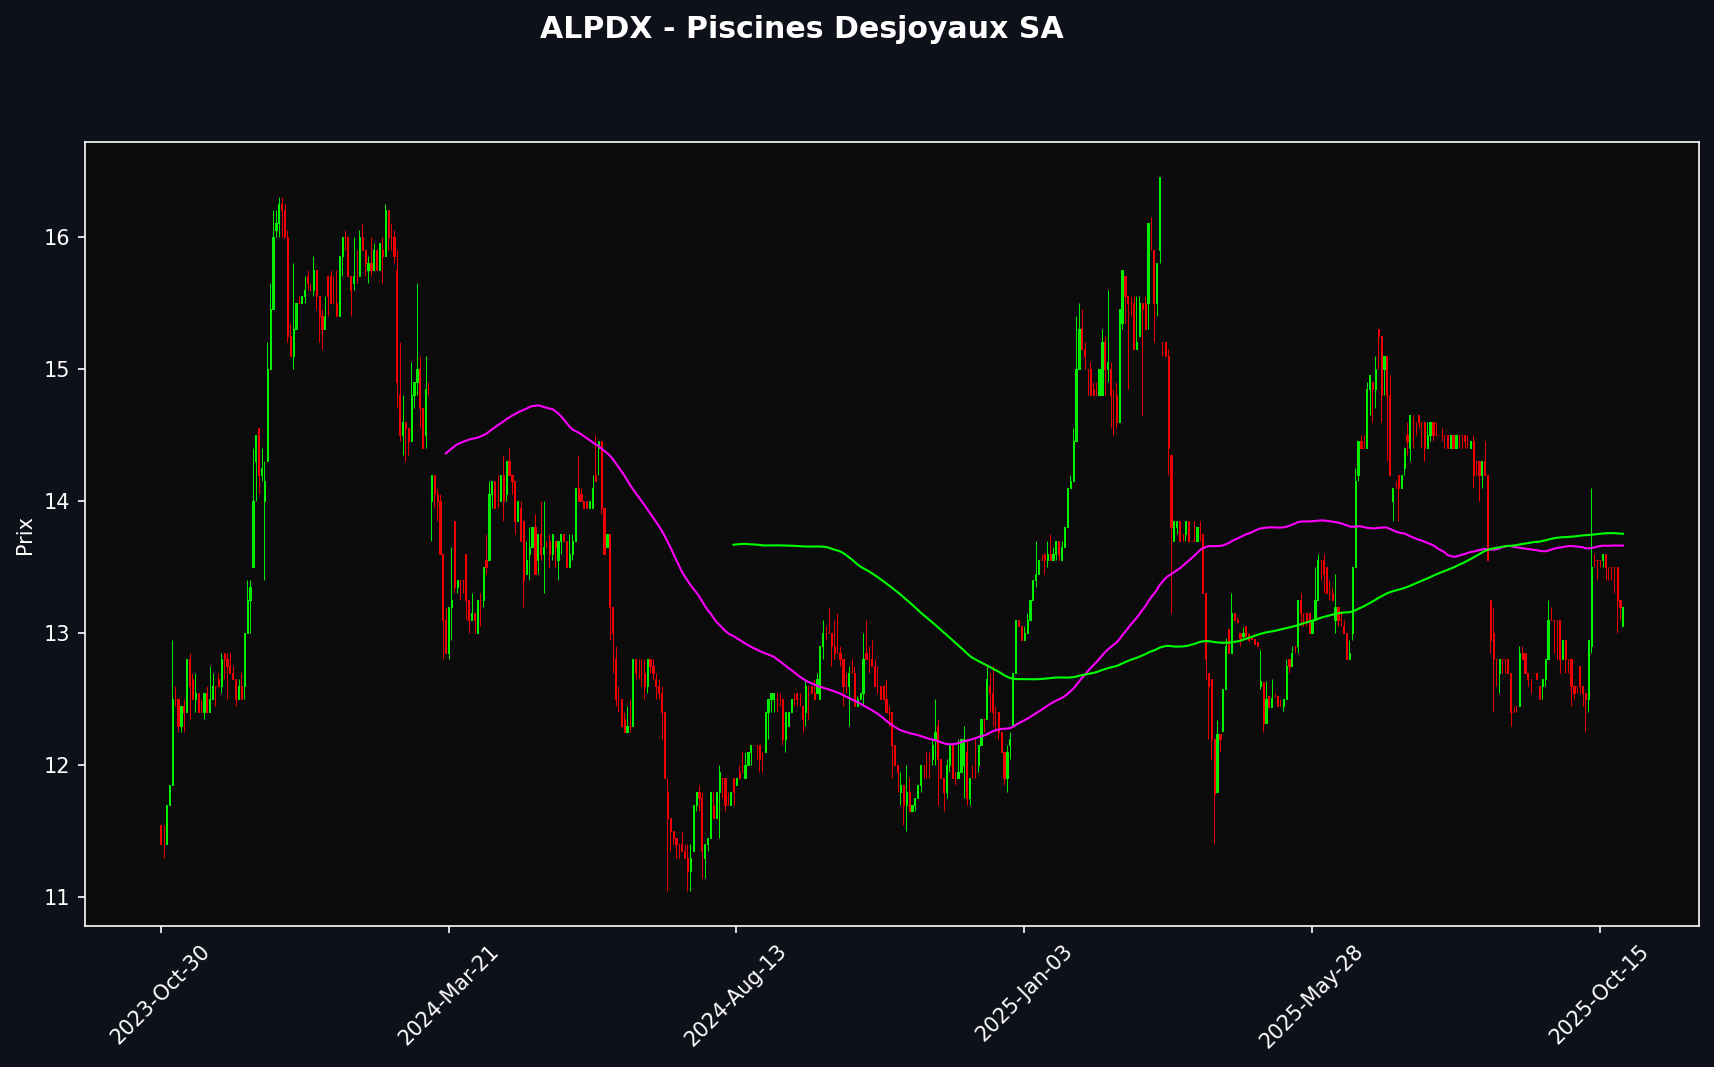 ALPDX - Piscines Desjoyaux SA
Prix
16
15
14
13
12
11
2023-Oct-30
2024-Mar-21
2024-Aug-13
2025-Jan-03
2025-May-28
2025-Oct-15